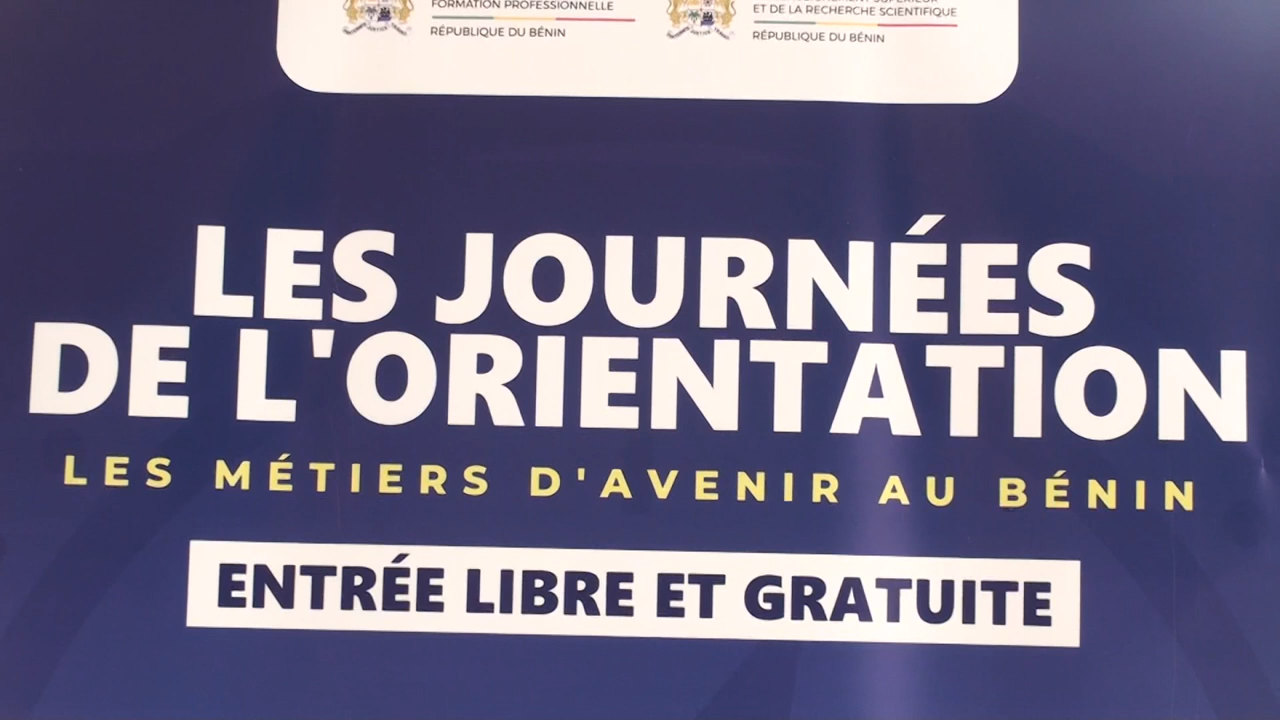 FORMATION PROFESSIONNELLE
RÉPUBLIQUE DU BÉNIN
ET DE LA RECHERCHE SCIENTIFIQUE
RÉPUBLIQUE DU BÉNIN
LES JOURNÉES
DE L'ORIENTATION
LES MÉTIERS D'AVENIR AU BÉNIN
ENTRÉE LIBRE ET GRATUITE